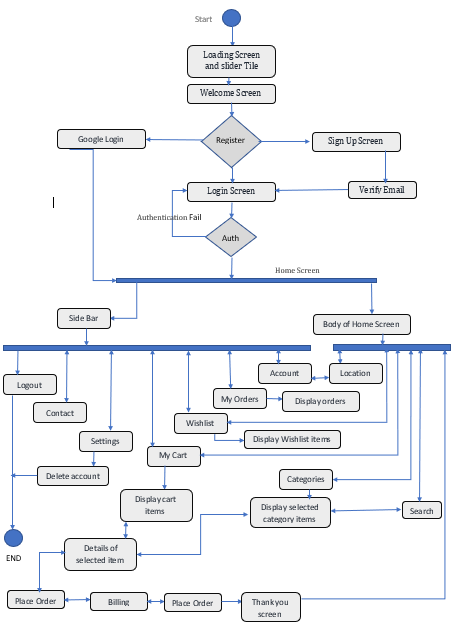 Start
Loading Screen
and slider Tile
Welcome Screen
Register
Google Login
Sign Up Screen
Login Screen
Verify Email
Authentication Fail
Auth
Home Screen
Side Bar
Body of Home Screen
Account
Location
Logout
My Orders
Display orders
Contact
Wishlist
Settings
Display Wishlist items
My Cart
Delete account
Categories
Display cart
items
Display selected
category items
Search
END
Details of
selected item
Place Order
Billing
Place Order
Thank you
screen